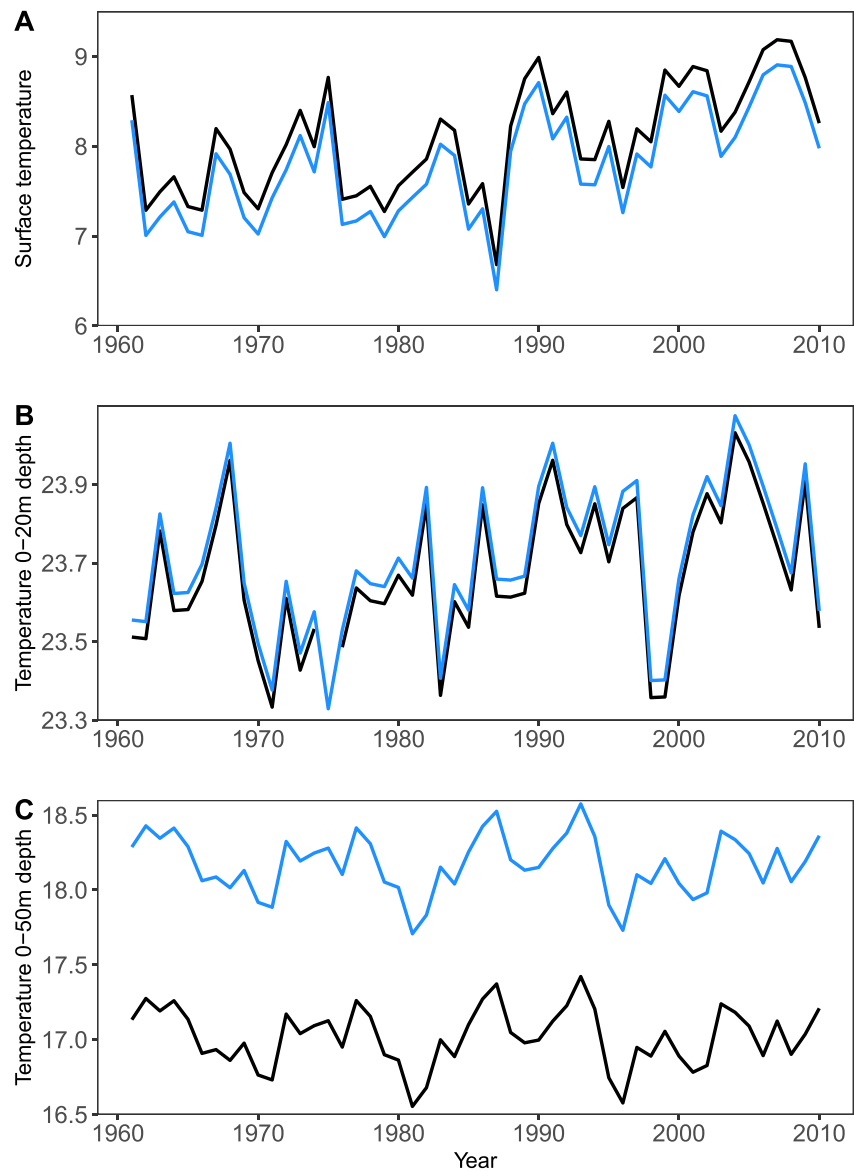 A
Surface temperature
9
8
7
6
1960 1970 1980 1990 2000 2010
B
Temperature 0−20m depth
23.9
23.7
23.5
23.3
1960 1970 1980 1990 2000 2010
C
Temperature 0−50m depth
18.5
18.0
17.5
17.0
16.5
1960 1970 1980 1990 2000 2010
Year